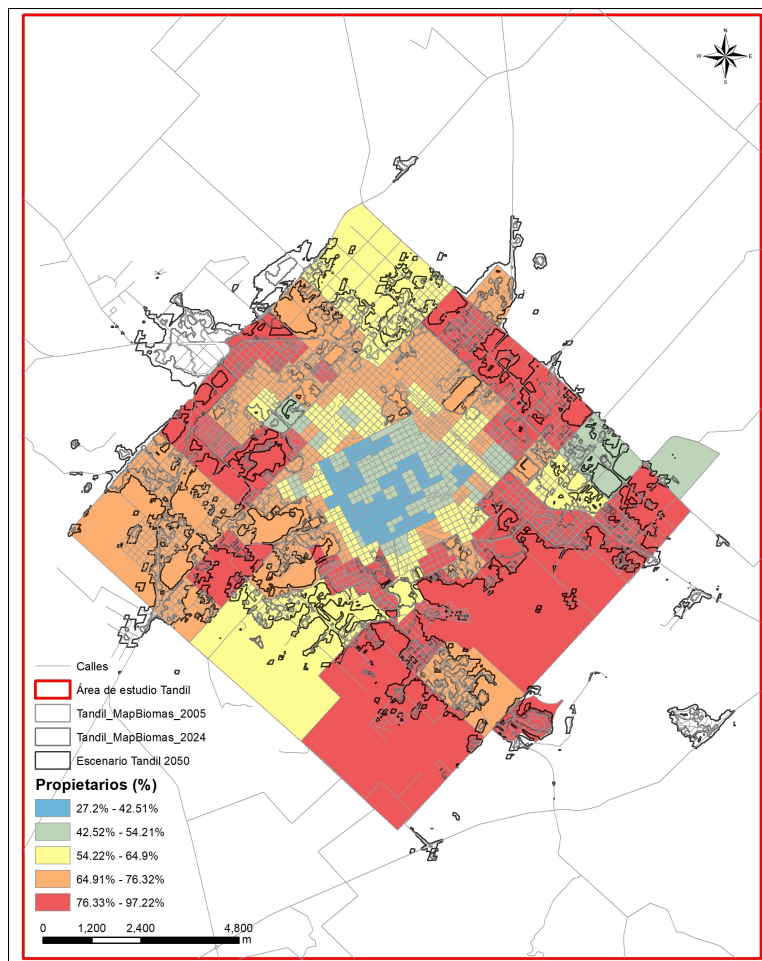 N
W E
S
Calles
Área de estudio Tandil
Tandil_MapBiomas_2005
Tandil_MapBiomas_2024
Escenario Tandil 2050
Propietarios (%)
27.2% - 42.51%
42.52% - 54.21%
54.22% - 64.9%
64.91% - 76.32%
76.33% - 97.22%
0 1,200 2,400 4,800
m